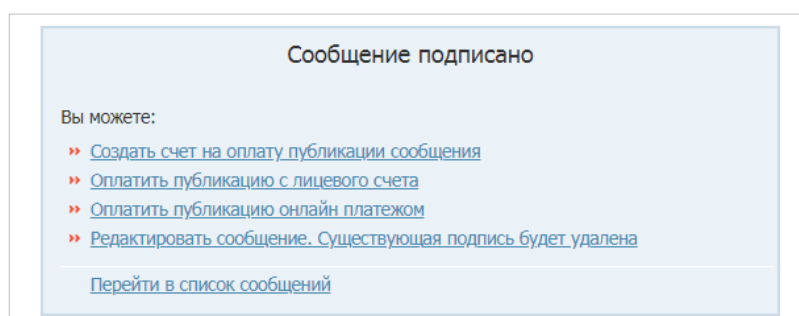 Сообщение подписано
Вы можете:
» Создать счет на оплату публикации сообщения
» Оплатить публикацию с лицевого счета
» Оплатить публикацию онлайн платежом
» Редактировать сообщение. Существующая подпись будет удалена
Перейти в список сообщений